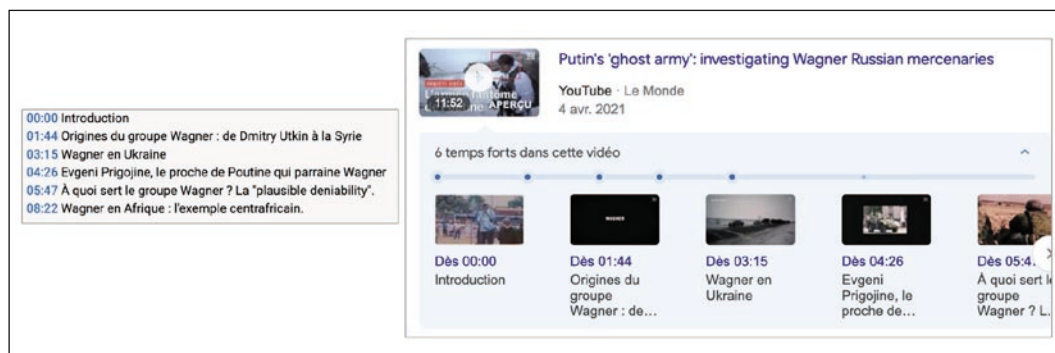 00:00 Introduction
01:44 Origines du groupe Wagner : de Dmitry Utkin à la Syrie
03:15 Wagner en Ukraine
04:26 Evgeni Prigojine, le proche de Poutine qui parraine Wagner
05:47 À quoi sert le groupe Wagner ? La "plausible deniability".
08:22 Wagner en Afrique : l'exemple centrafricain.
11:52
APERÇU
Putin's 'ghost army': investigating Wagner Russian mercenaries
YouTube · Le Monde
4 avr. 2021
6 temps forts dans cette vidéo
WAGNER
Dès 00:00
Introduction
Dès 01:44
Origines du
groupe
Wagner : de...
Dès 03:15
Wagner en
Ukraine
Dès 04:26
Evgeni
Prigojine, le
proche de...
Dès 05:4
À quoi sert l
groupe
Wagner ? L.